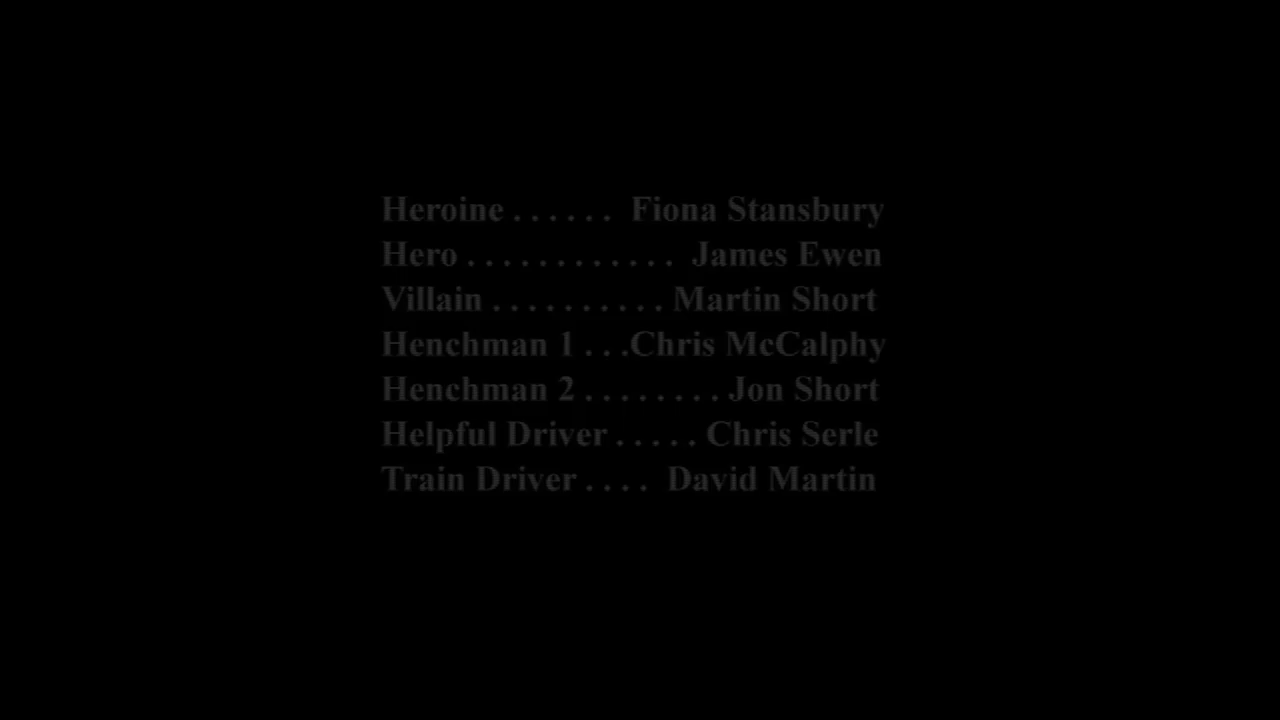 Heroine . . . . . . Fiona Stansbury
Hero . . . . . . . . . . . . James Ewen
Villain . . . . . . . . . . Martin Short
Henchman 1 . . .Chris McCalphy
Henchman 2 . . . . . . . . Jon Short
Helpful Driver . . . . . Chris Serle
Train Driver . . . . David Martin